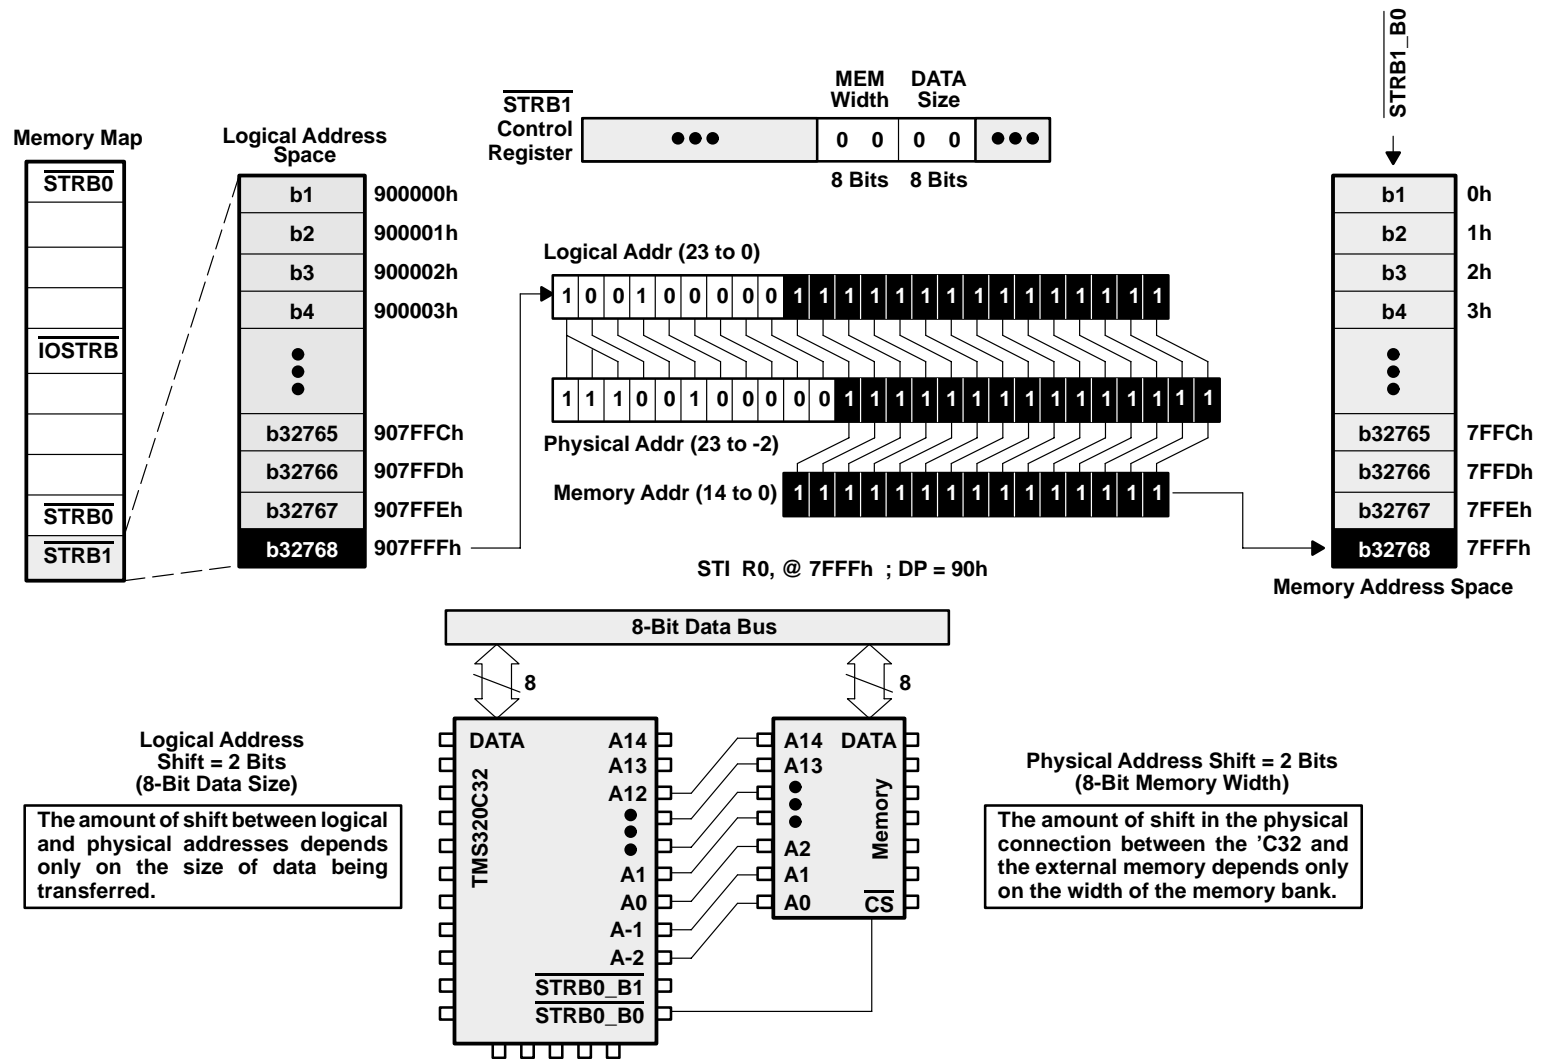 STRB1_B0
MEM Width
DATA Size
STRB1 Control Register
●●●
0 0
0 0
●●●
8 Bits
8 Bits
Memory Map
STRB0
IOSTRB
STRB0
STRB1
Logical Address Space
b1 900000h
b2 900001h
b3 900002h
b4 900003h
b32765 907FFCh
b32766 907FFDh
b32767 907FFEh
b32768 907FFFh
Logical Addr (23 to 0)
1 0 0 1 0 0 0 0 0 1 1 1 1 1 1 1 1 1 1 1 1 1 1 1
1 1 1 0 0 1 0 0 0 0 0 1 1 1 1 1 1 1 1 1 1 1 1 1 1 1
Physical Addr (23 to -2)
Memory Addr (14 to 0) 1 1 1 1 1 1 1 1 1 1 1 1 1 1 1
STI R0, @ 7FFFh ; DP = 90h
b1 0h
b2 1h
b3 2h
b4 3h
b32765 7FFCh
b32766 7FFDh
b32767 7FFEh
b32768 7FFFh
Memory Address Space
8-Bit Data Bus
8
8
Logical Address
Shift = 2 Bits
(8-Bit Data Size)
The amount of shift between logical
and physical addresses depends
only on the size of data being
transferred.
DATA
TMS320C32
A14
A13
A12
A1
A0
A-1
A-2
STRB0_B1
STRB0_B0
A14 DATA
A13
A2
A1
A0
Memory
CS
Physical Address Shift = 2 Bits
(8-Bit Memory Width)
The amount of shift in the physical
connection between the ’C32 and
the external memory depends only
on the width of the memory bank.